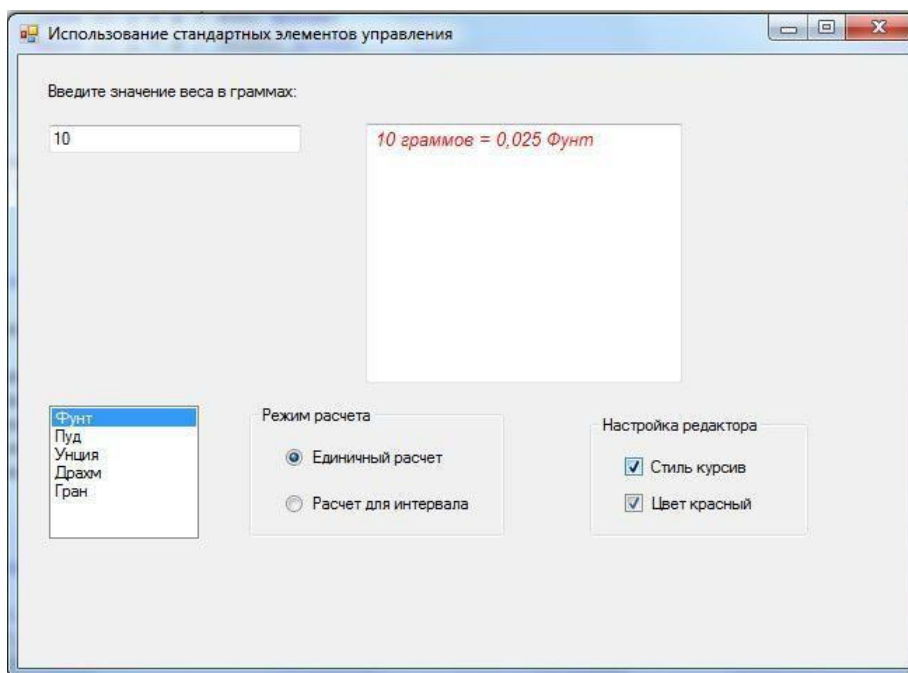 Использование стандартных элементов управления
Введите значение веса в граммах:
10
10 граммов = 0,025 Фунт
Фунт
Пуд
Унция
Драхм
Гран
Режим расчета
Единичный расчет
Расчет для интервала
Настройка редактора
Стиль курсив
Цвет красный